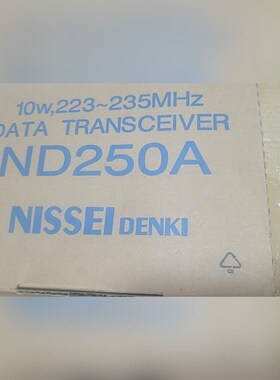 10w,223~235MHz
DATA TRANSCEIVER
ND250A
NISSEI DENKI